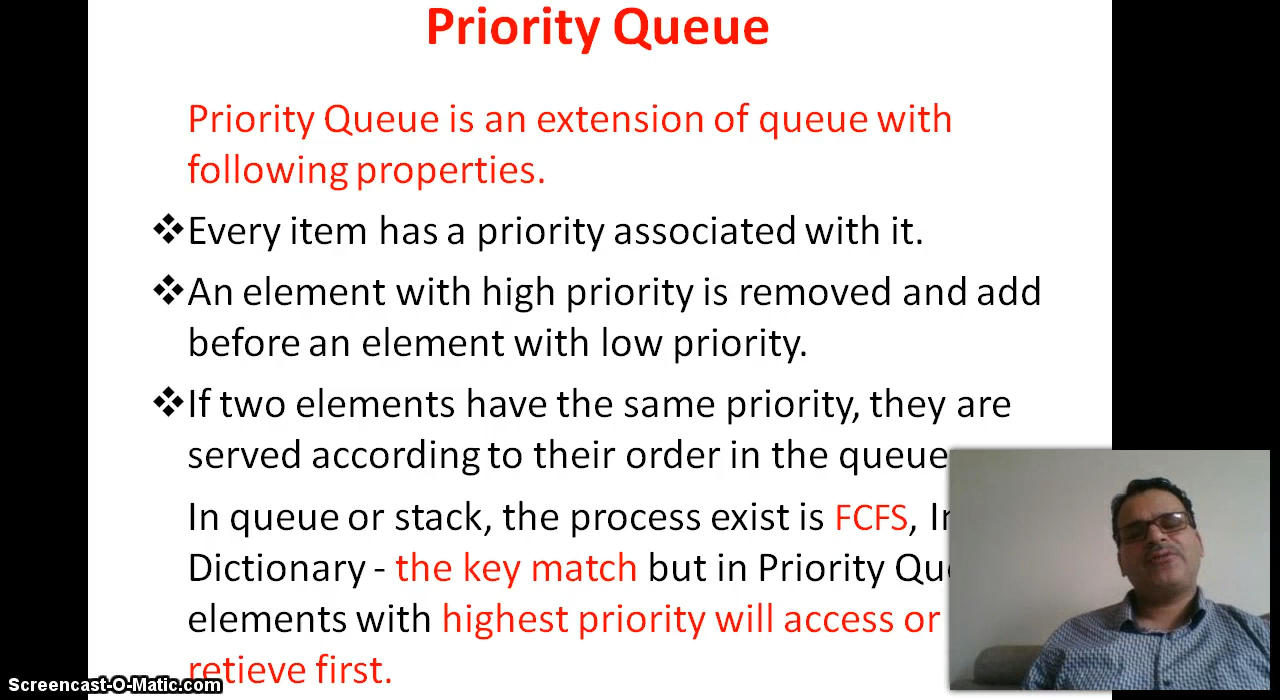 Priority Queue
Priority Queue is an extension of queue with
following properties.
❖Every item has a priority associated with it.
❖An element with high priority is removed and add
before an element with low priority.
❖If two elements have the same priority, they are
served according to their order in the queue
In queue or stack, the process exist is FCFS, In
Dictionary - the key match but in Priority
elements with highest priority will access or
retieve first.
Screencast-O-Matic.com